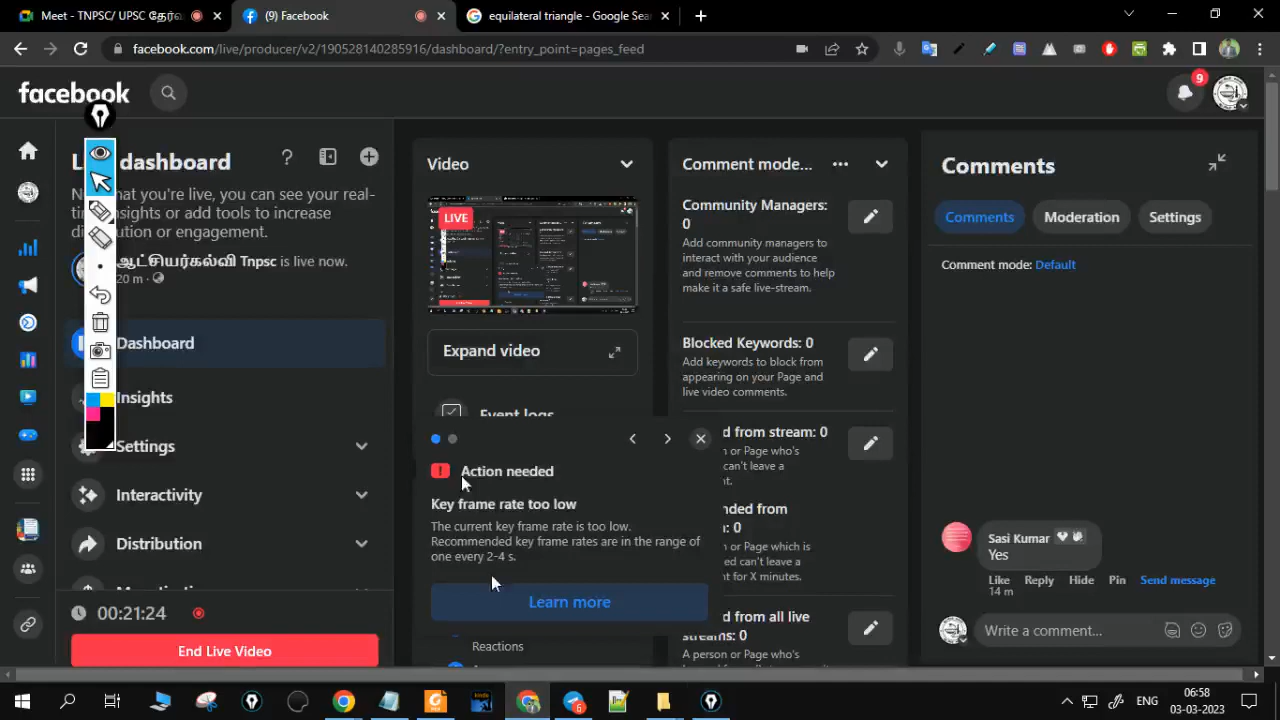 Meet - TNPSC/ UPSC தேர்வ
(9) Facebook
equilateral triangle - Google Sea
facebook.com/live/producer/v2/190528140285916/dashboard/?entry_point=pages_feed
facebook
9
dashboard
that you're live, you can see your real-
insights or add tools to increase
or engagement.
ஆட்சியர்கல்வி Tnpsc is live now.
20 m
Dashboard
Insights
Settings
Interactivity
Distribution
00:21:24
End Live Video
Video
LIVE
Expand video
Event logs
Action needed
Key frame rate too low
The current key frame rate is too low.
Recommended key frame rates are in the range of
one every 2-4 s.
Learn more
Reactions
Comment mode...
Community Managers:
0
Add community managers to
interact with your audience
and remove comments to help
make it a safe live-stream.
Blocked Keywords: 0
Add keywords to block from
appearing on your Page and
live video comments.
d from stream: 0
or Page who's
can't leave a
nded from
: 0
n or Page which is
ed can't leave a
nt for X minutes.
d from all live
streams: 0
A person or Page who's
Comments
Comments
Moderation
Settings
Comment mode: Default
Sasi Kumar
Yes
Like Reply Hide Pin Send message
14 m
Write a comment...
ENG
06:58
03-03-2023